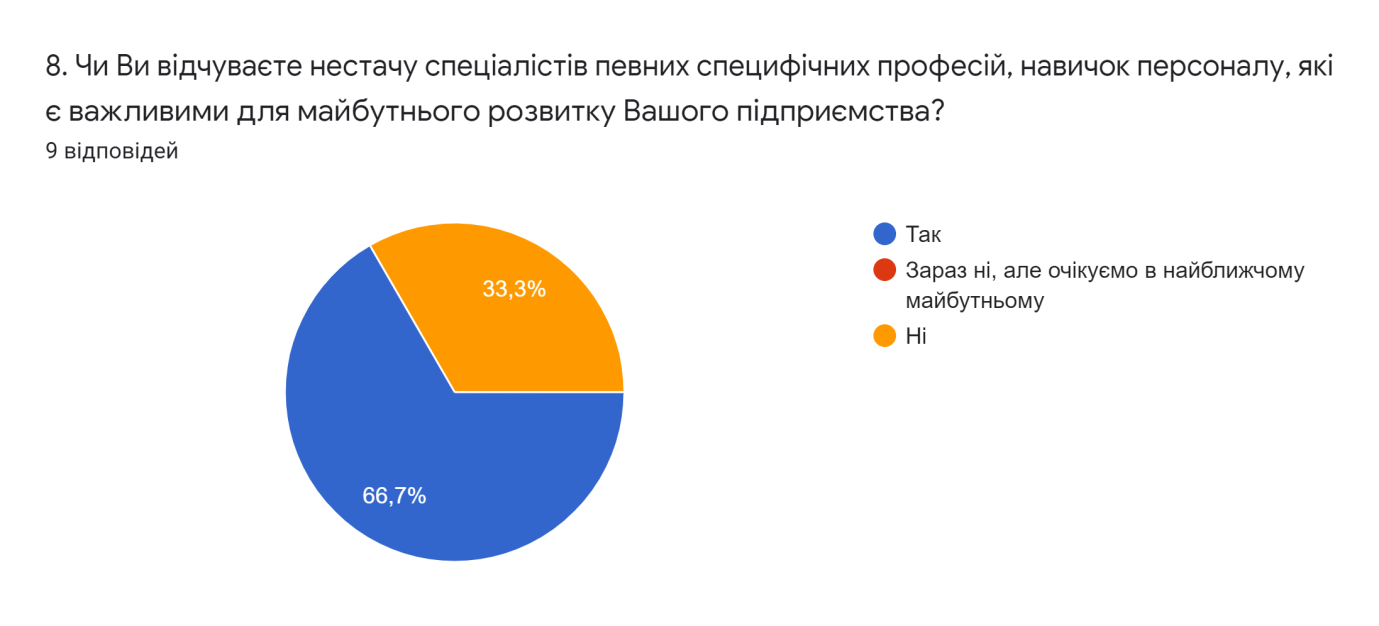 8. Чи Ви відчуваєте нестачу спеціалістів певних специфічних професій, навичок персоналу, які
є важливими для майбутнього розвитку Вашого підприємства?
9 відповідей
Так
Зараз ні, але очікуємо в найближчому
майбутньому
Ні
33,3%
66,7%